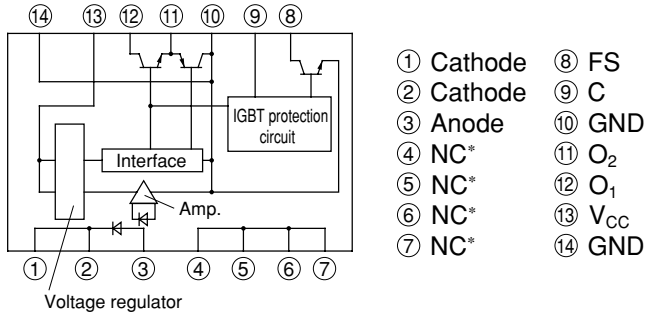 ⑭ ⑬ ⑫ ⑪ ⑩ ⑨ ⑧
IGBT protection
circuit
Interface
Amp.
① ② ③ ④ ⑤ ⑥ ⑦
Voltage regulator
① Cathode
② Cathode
③ Anode
④ NC*
⑤ NC*
⑥ NC*
⑦ NC*
⑧ FS
⑨ C
⑩ GND
⑪ O₂
⑫ O₁
⑬ VCC
⑭ GND